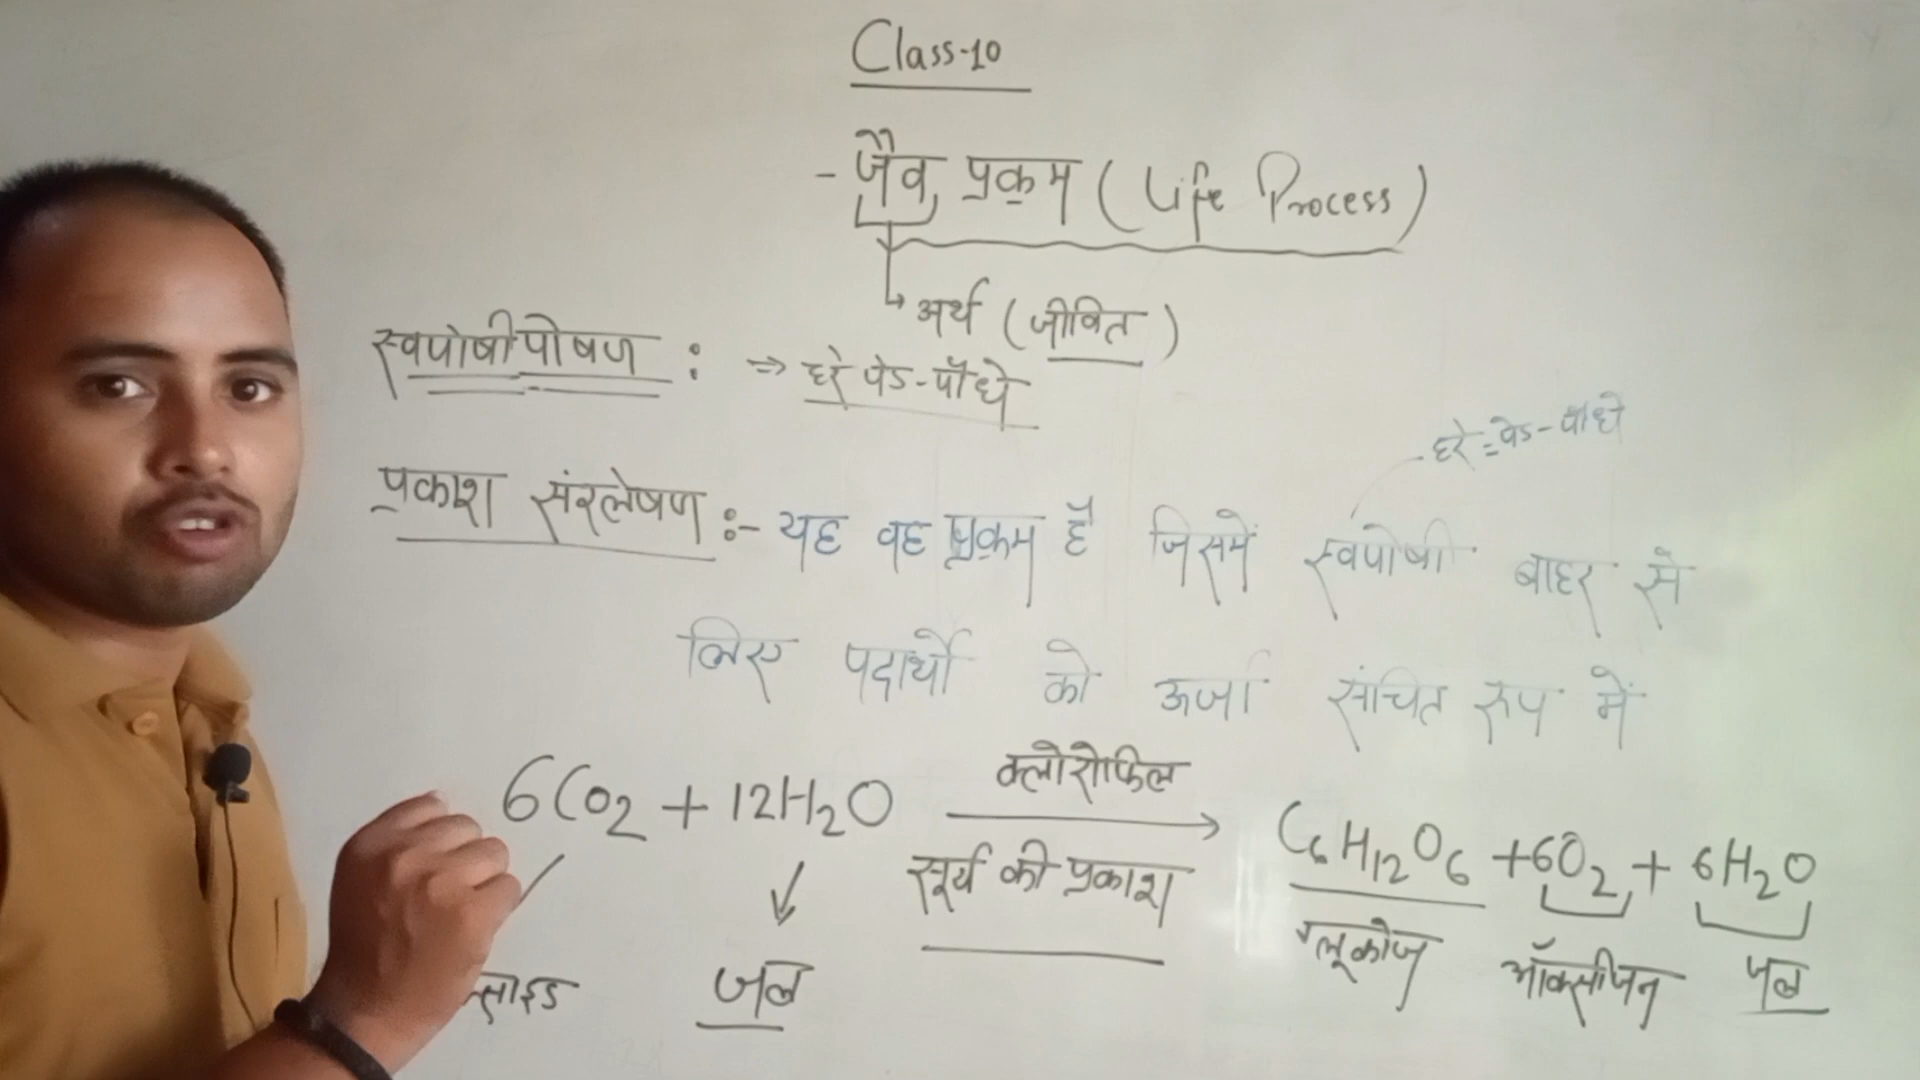 Class-10
- जैव प्रक्रम ( Life Process )
अर्थ ( जीवित )
स्वपोषी पोषण : ⇒ हरे पेड-पौधे
हरे पेड-पौधे
प्रकाश संश्लेषण :- यह वह प्रक्रम है जिसमें स्वपोषी बाहर से
लिए पदार्थों को ऊर्जा संचित रूप में
क्लोरोफिल
6CO₂ + 12H₂O → C₆H₁₂O₆ + 6O₂ + 6H₂O
सूर्य की प्रकाश
जल ग्लूकोज ऑक्सीजन जल